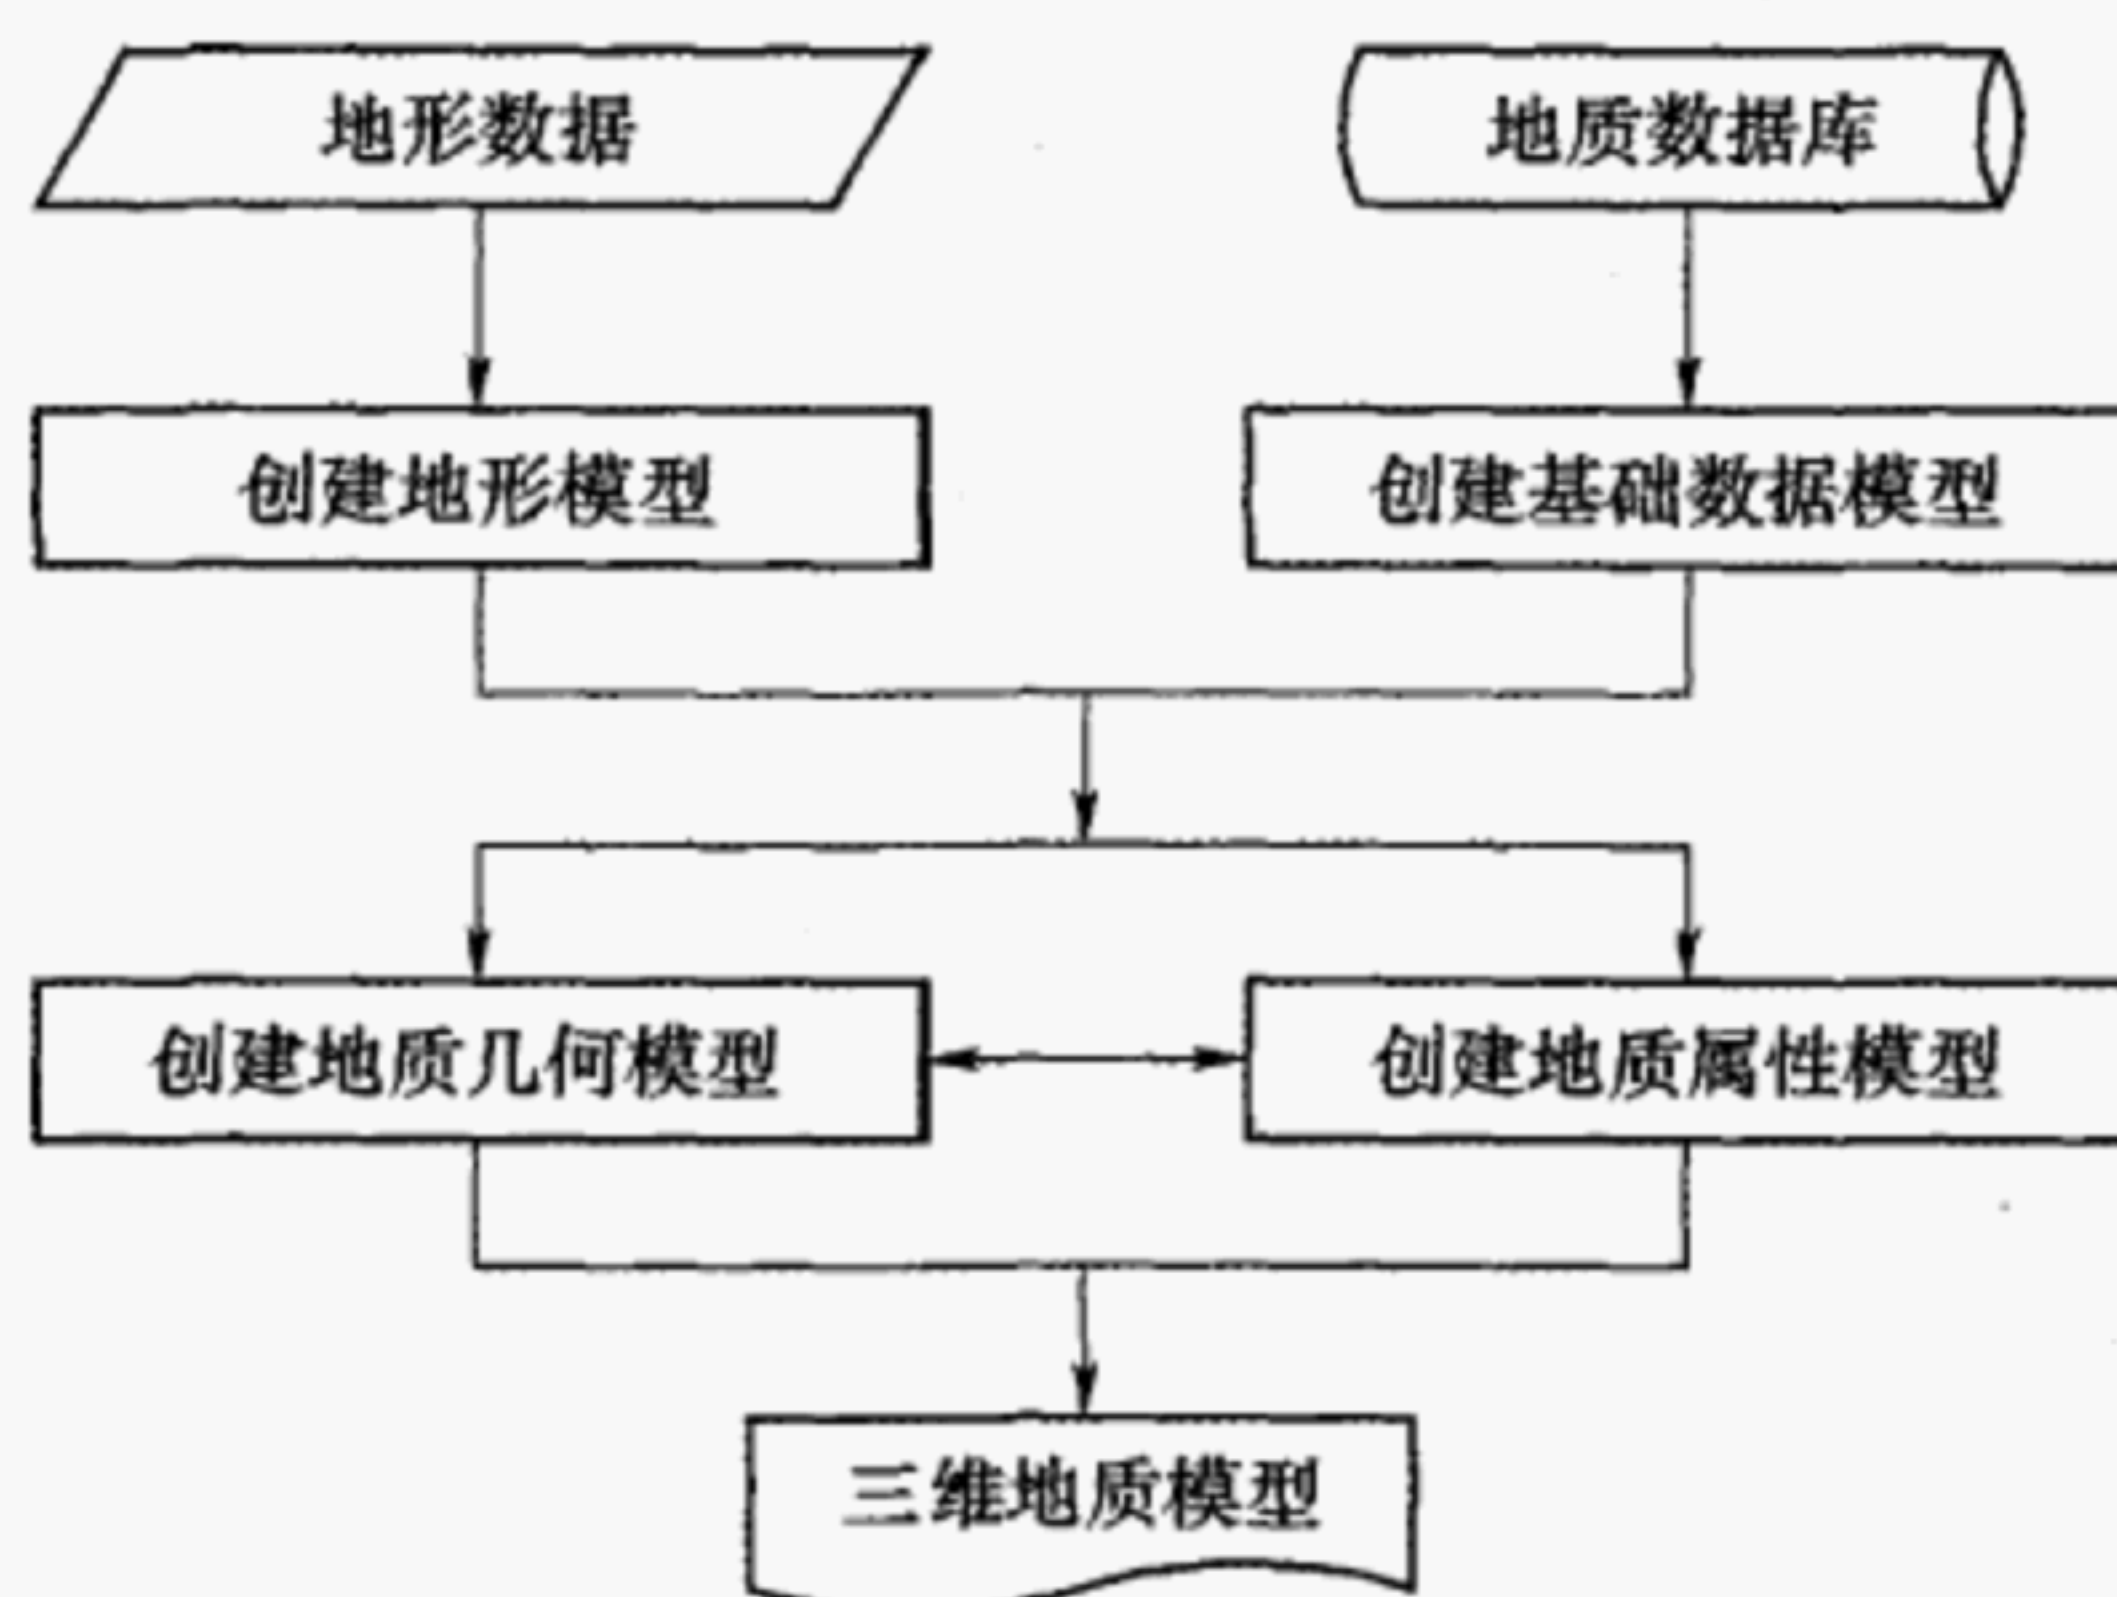 地形数据
地质数据库
创建地形模型
创建基础数据模型
创建地质几何模型
创建地质属性模型
三维地质模型